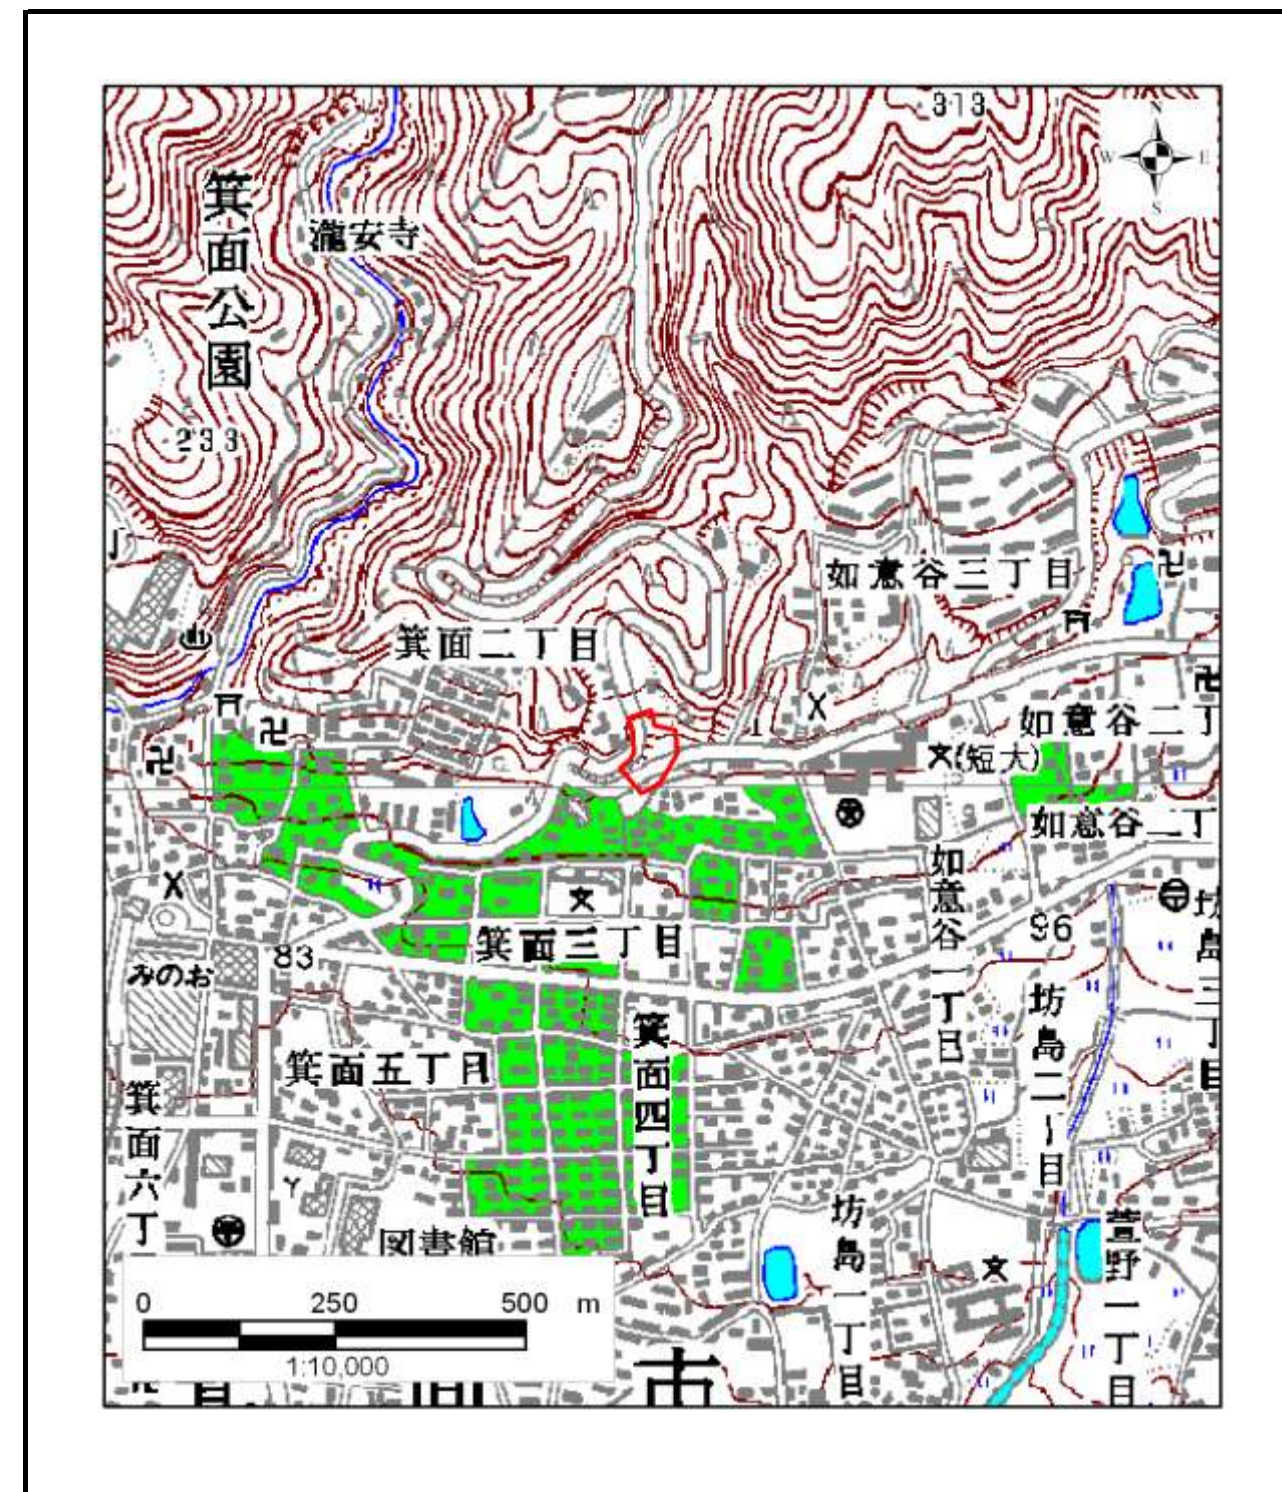 313
N
W
E
S
箕面公園
瀧安寺
233
如意谷三丁目
箕面二丁目
如意谷二丁
文(短大)
如意谷二丁
如意谷一丁目
96
箕面三丁目
83
みのお
坊島二丁目
箕面四丁目
箕面五丁目
箕面六丁
坊島一丁目
萱野一丁目
図書館
0 250 500 m
1:10,000
市